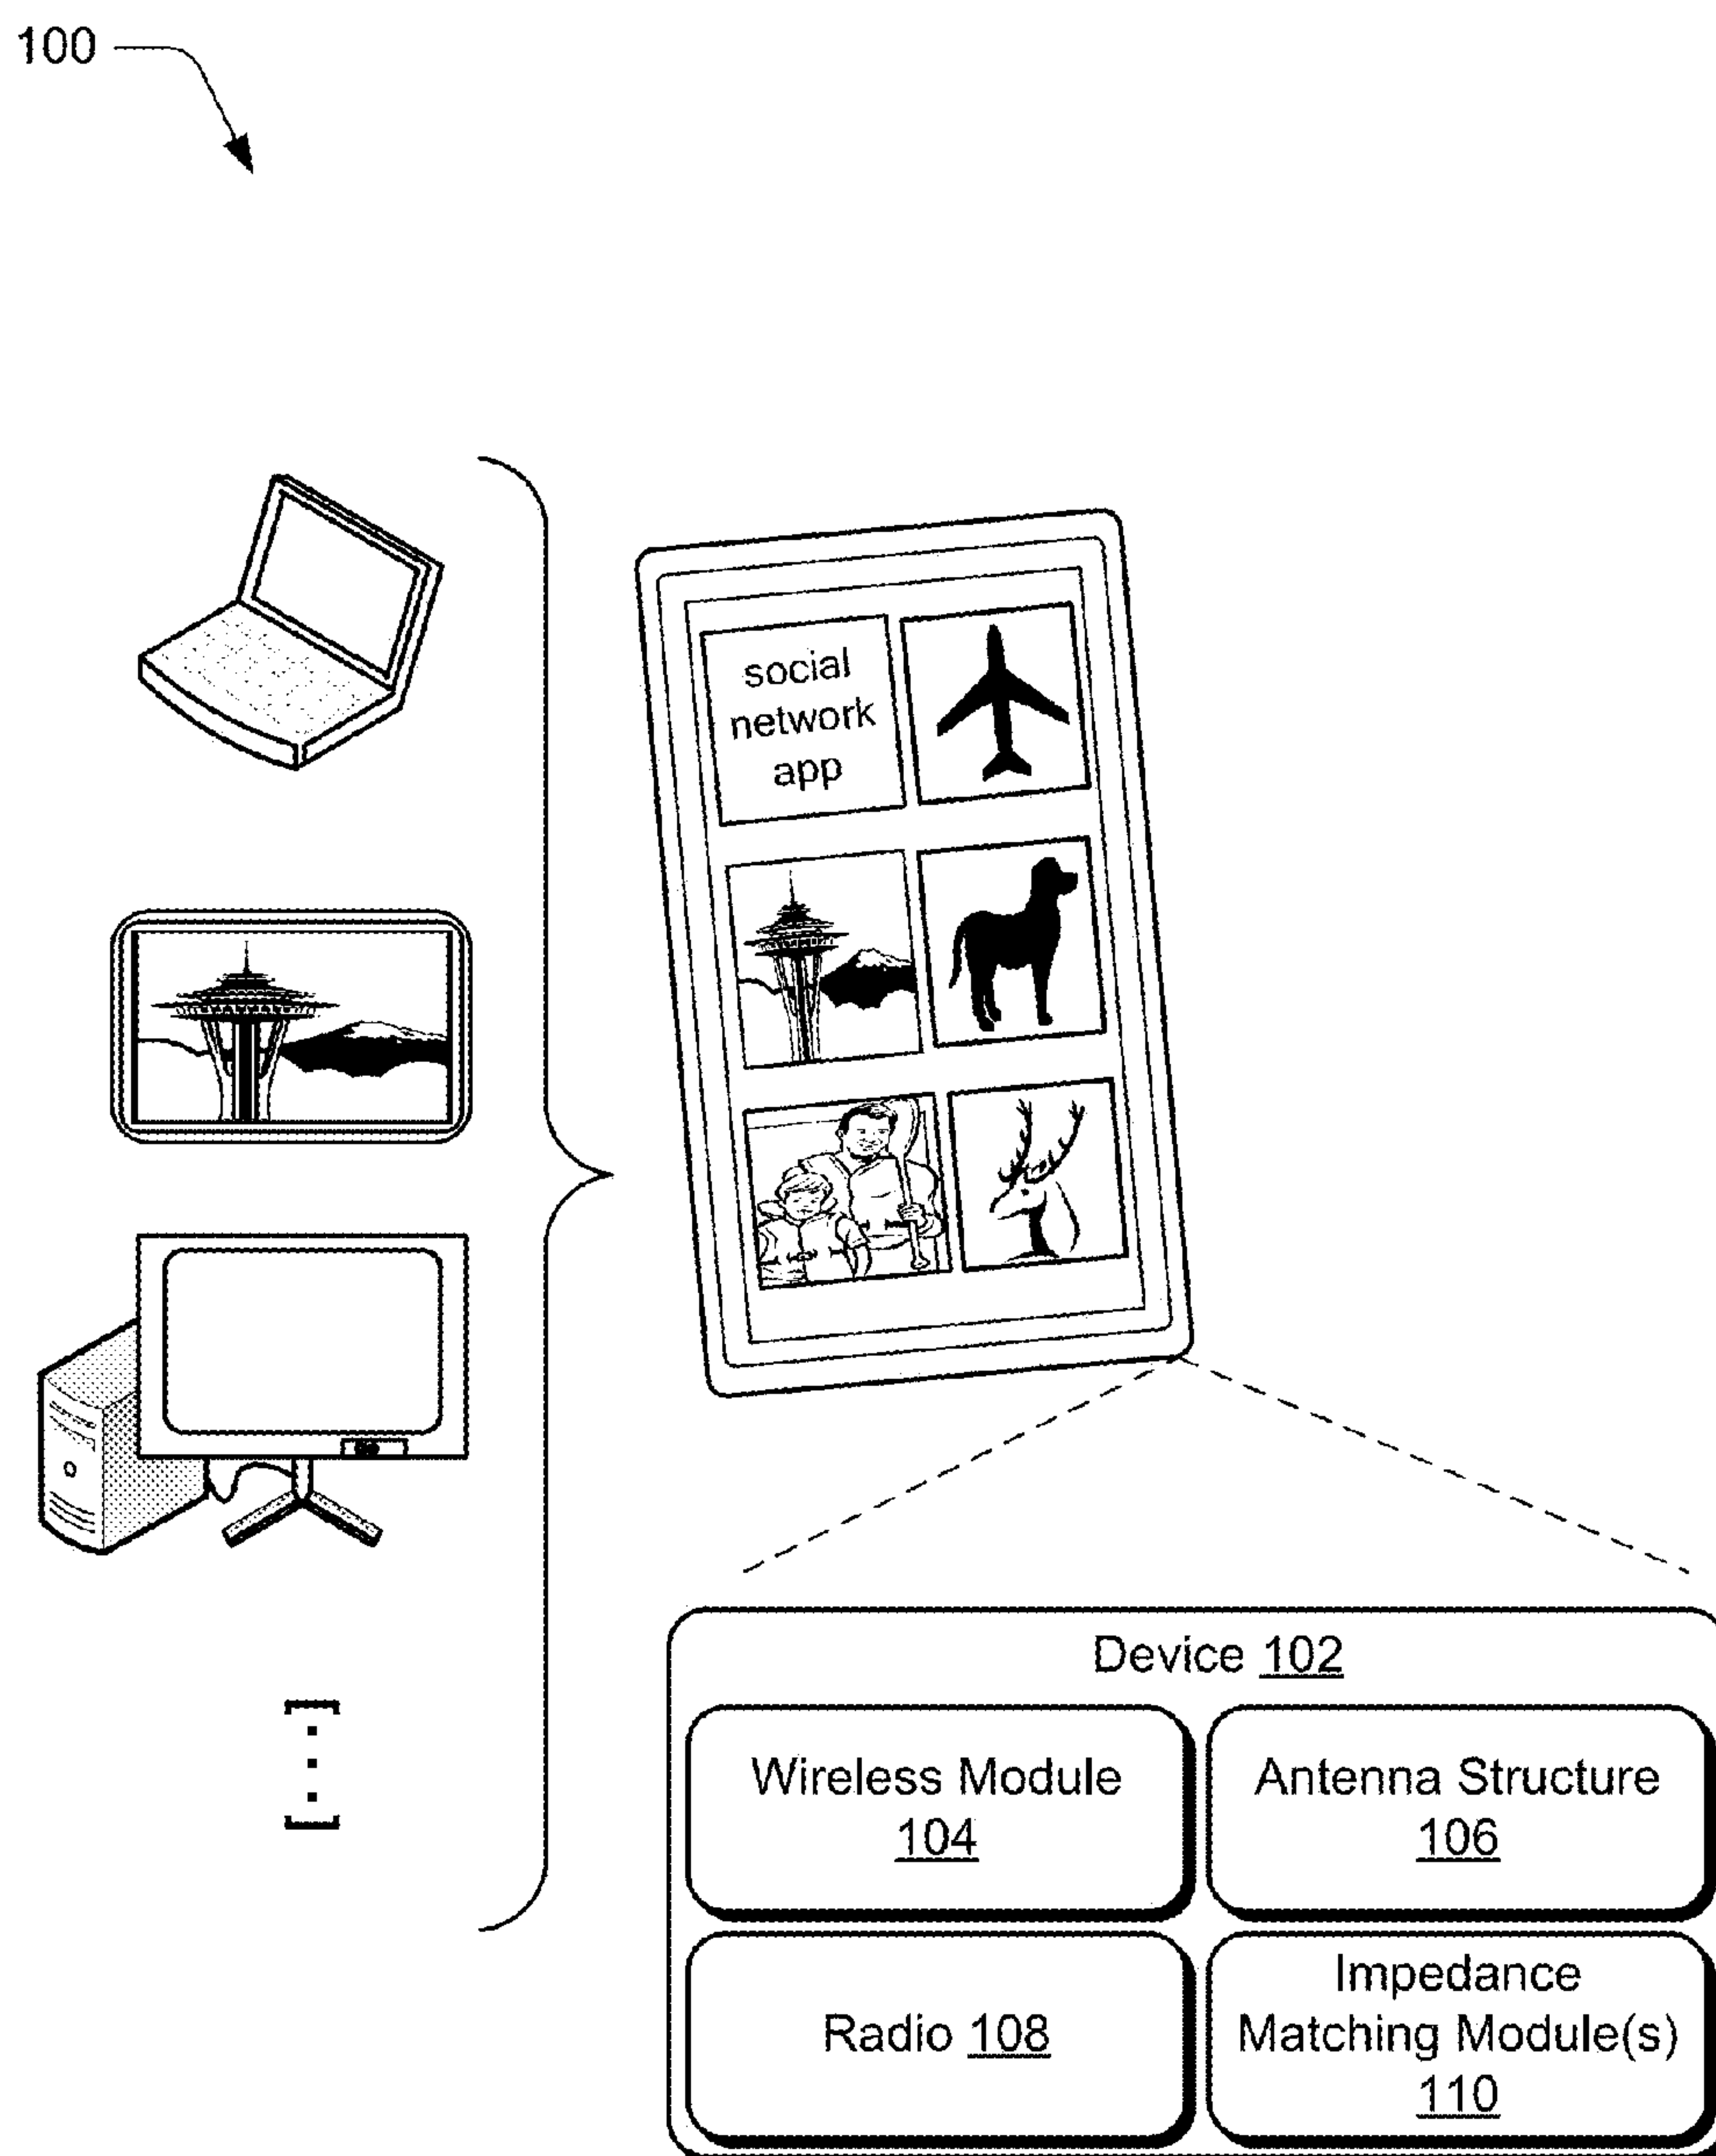 100
social
network
app
Device 102
Wireless Module
104
Antenna Structure
106
Radio 108
Impedance
Matching Module(s)
110